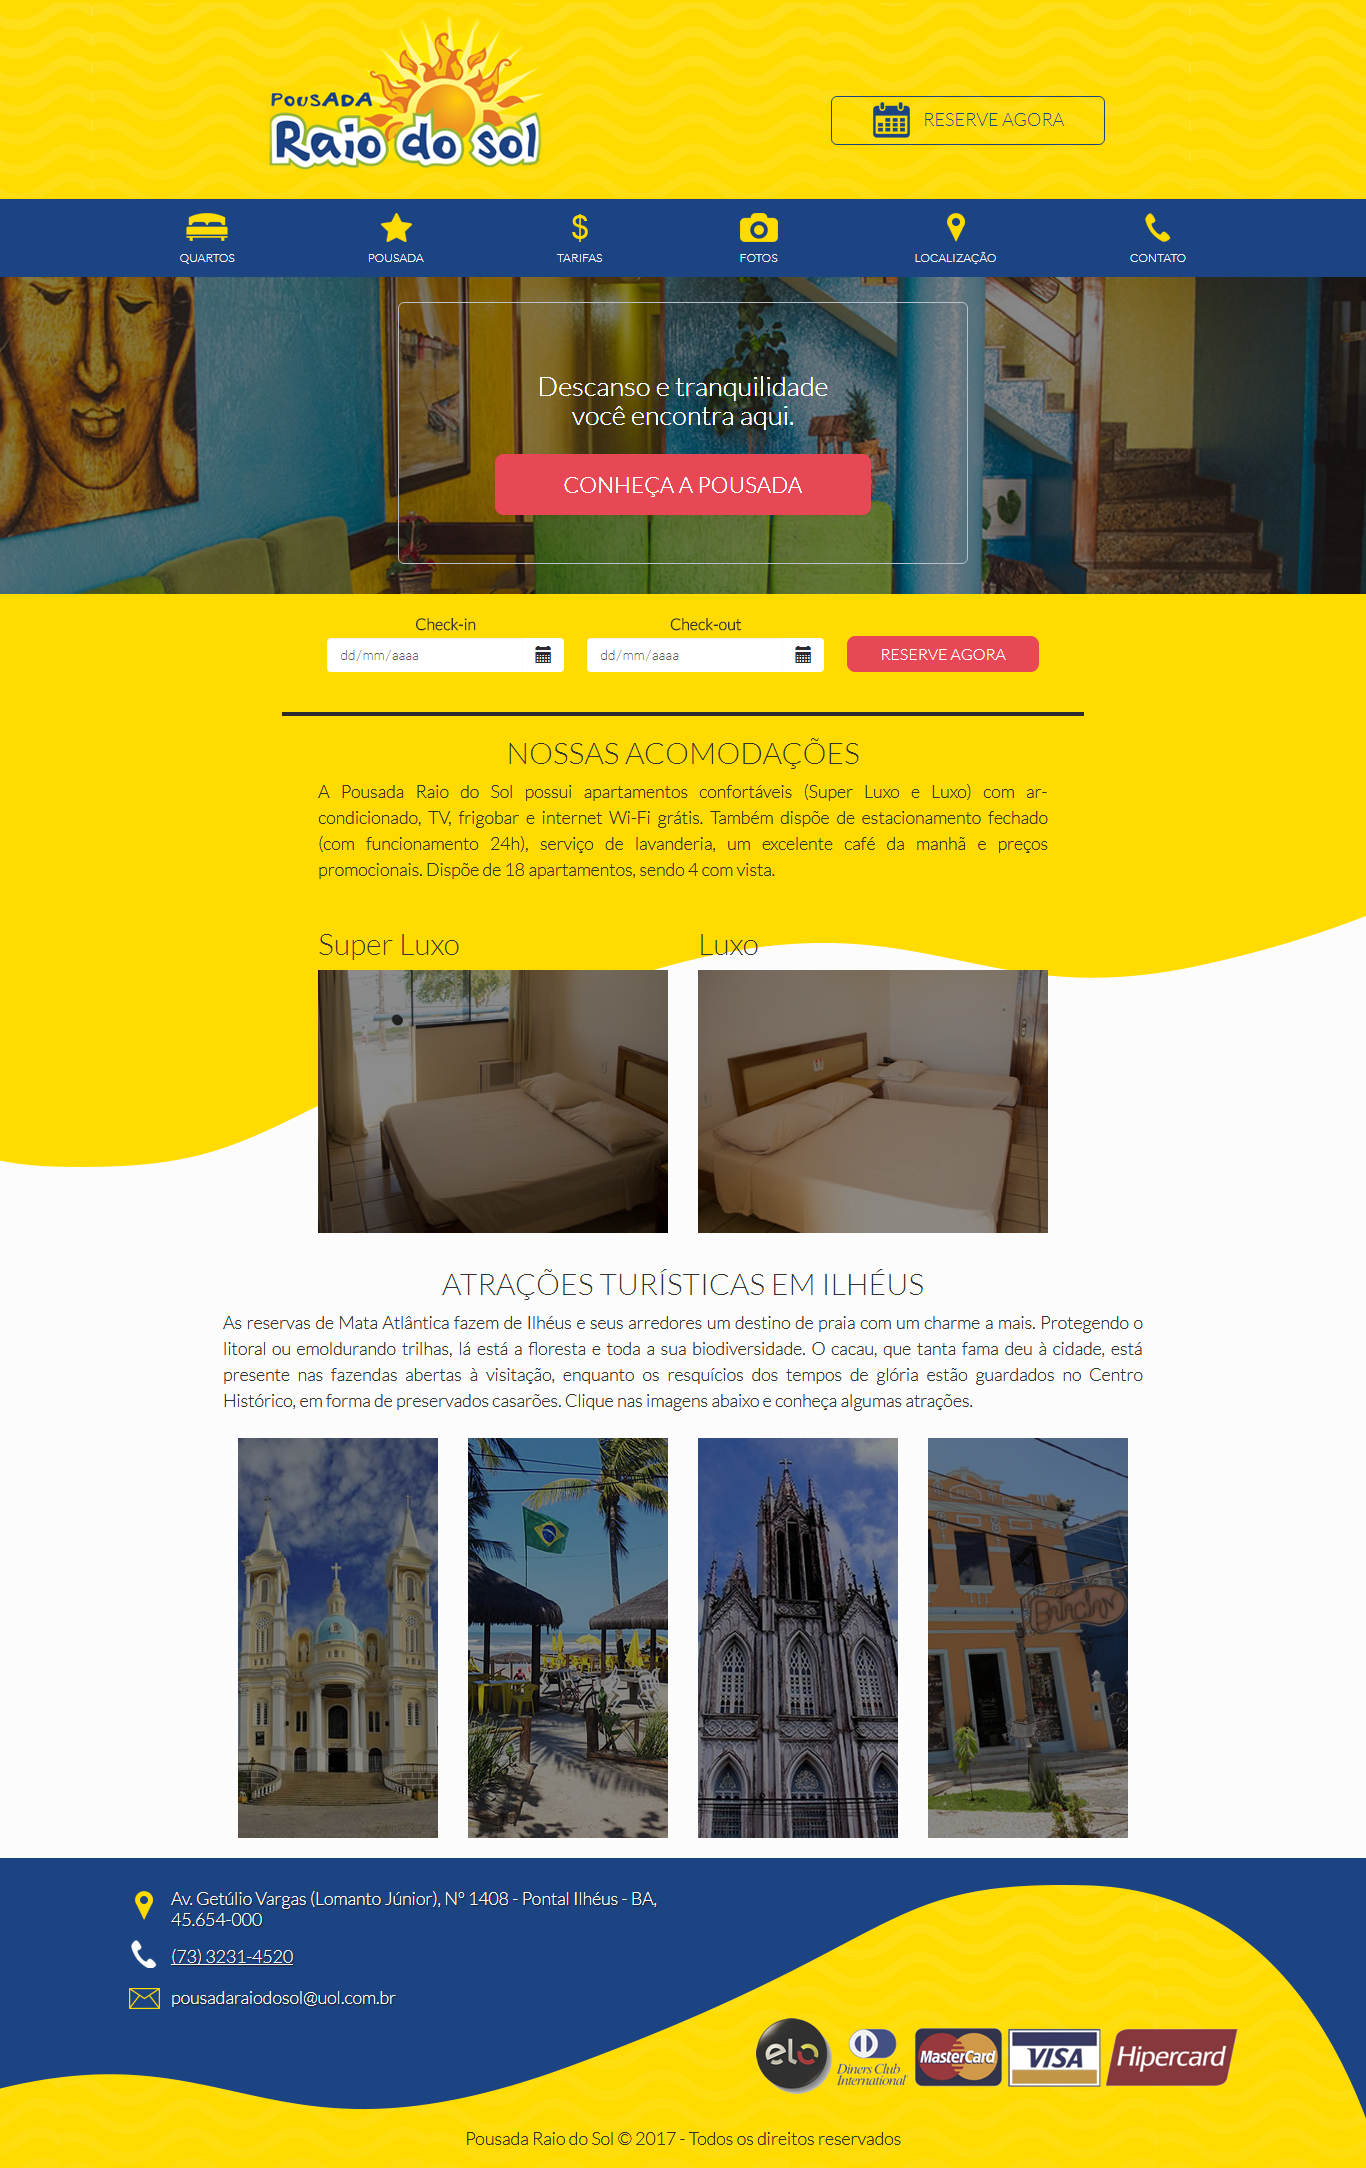 POUSADA
Raio do sol
RESERVE AGORA
QUARTOS
POUSADA
$
TARIFAS
FOTOS
LOCALIZAÇÃO
CONTATO
Descanso e tranquilidade
você encontra aqui.
CONHEÇA A POUSADA
Check-in
Check-out
dd/mm/aaaa
dd/mm/aaaa
RESERVE AGORA
NOSSAS ACOMODAÇÕES
A Pousada Raio do Sol possui apartamentos confortáveis (Super Luxo e Luxo) com ar-
condicionado, TV, frigobar e internet Wi-Fi grátis. Também dispõe de estacionamento fechado
(com funcionamento 24h), serviço de lavanderia, um excelente café da manhã e preços
promocionais. Dispõe de 18 apartamentos, sendo 4 com vista.
Super Luxo
Luxo
ATRAÇÕES TURÍSTICAS EM ILHÉUS
As reservas de Mata Atlântica fazem de Ilhéus e seus arredores um destino de praia com um charme a mais. Protegendo o
litoral ou emoldurando trilhas, lá está a floresta e toda a sua biodiversidade. O cacau, que tanta fama deu à cidade, está
presente nas fazendas abertas à visitação, enquanto os resquícios dos tempos de glória estão guardados no Centro
Histórico, em forma de preservados casarões. Clique nas imagens abaixo e conheça algumas atrações.
Av. Getúlio Vargas (Lomanto Júnior), Nº 1408 - Pontal Ilhéus - BA,
45.654-000
(73) 3231-4520
pousadaraiodosol@uol.com.br
elo
Diners Club
International
MasterCard
VISA
Hipercard
Pousada Raio do Sol © 2017 - Todos os direitos reservados